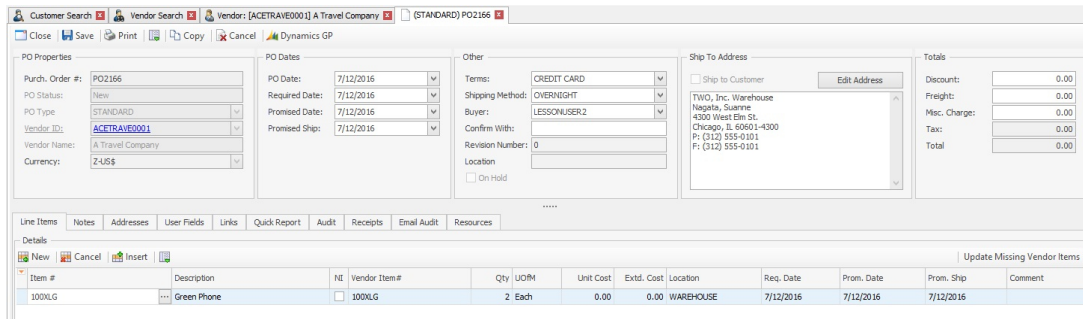 Customer Search Vendor Search Vendor: [ACETRAVE0001] A Travel Company (STANDARD) PO2166
Close Save Print Copy Cancel Dynamics GP
PO Properties PO Dates Other Ship To Address Totals
Purch. Order #: PO2166 PO Date: 7/12/2016 Terms: CREDIT CARD Ship to Customer Edit Address Discount: 0.00
PO Status: New Required Date: 7/12/2016 Shipping Method: OVERNIGHT TWO, Inc. Warehouse Freight: 0.00
PO Type STANDARD Promised Date: 7/12/2016 Buyer: LESSONUSER2 Nagata, Suanne Misc. Charge: 0.00
Vendor ID: ACETRAVE0001 Promised Ship: 7/12/2016 Confirm With: 4300 West Elm St. Tax: 0.00
Vendor Name: A Travel Company Revision Number: 0 Chicago, IL 60601-4300 Total 0.00
Currency: Z-US$ Location P: (312) 555-0101
On Hold F: (312) 555-0101
Line Items Notes Addresses User Fields Links Quick Report Audit Receipts Email Audit Resources
Details
New Cancel Insert Update Missing Vendor Items
Item # Description NI Vendor Item# Qty UOfM Unit Cost Extd. Cost Location Req. Date Prom. Date Prom. Ship Comment
100XLG ... Green Phone 100XLG 2 Each 0.00 0.00 WAREHOUSE 7/12/2016 7/12/2016 7/12/2016